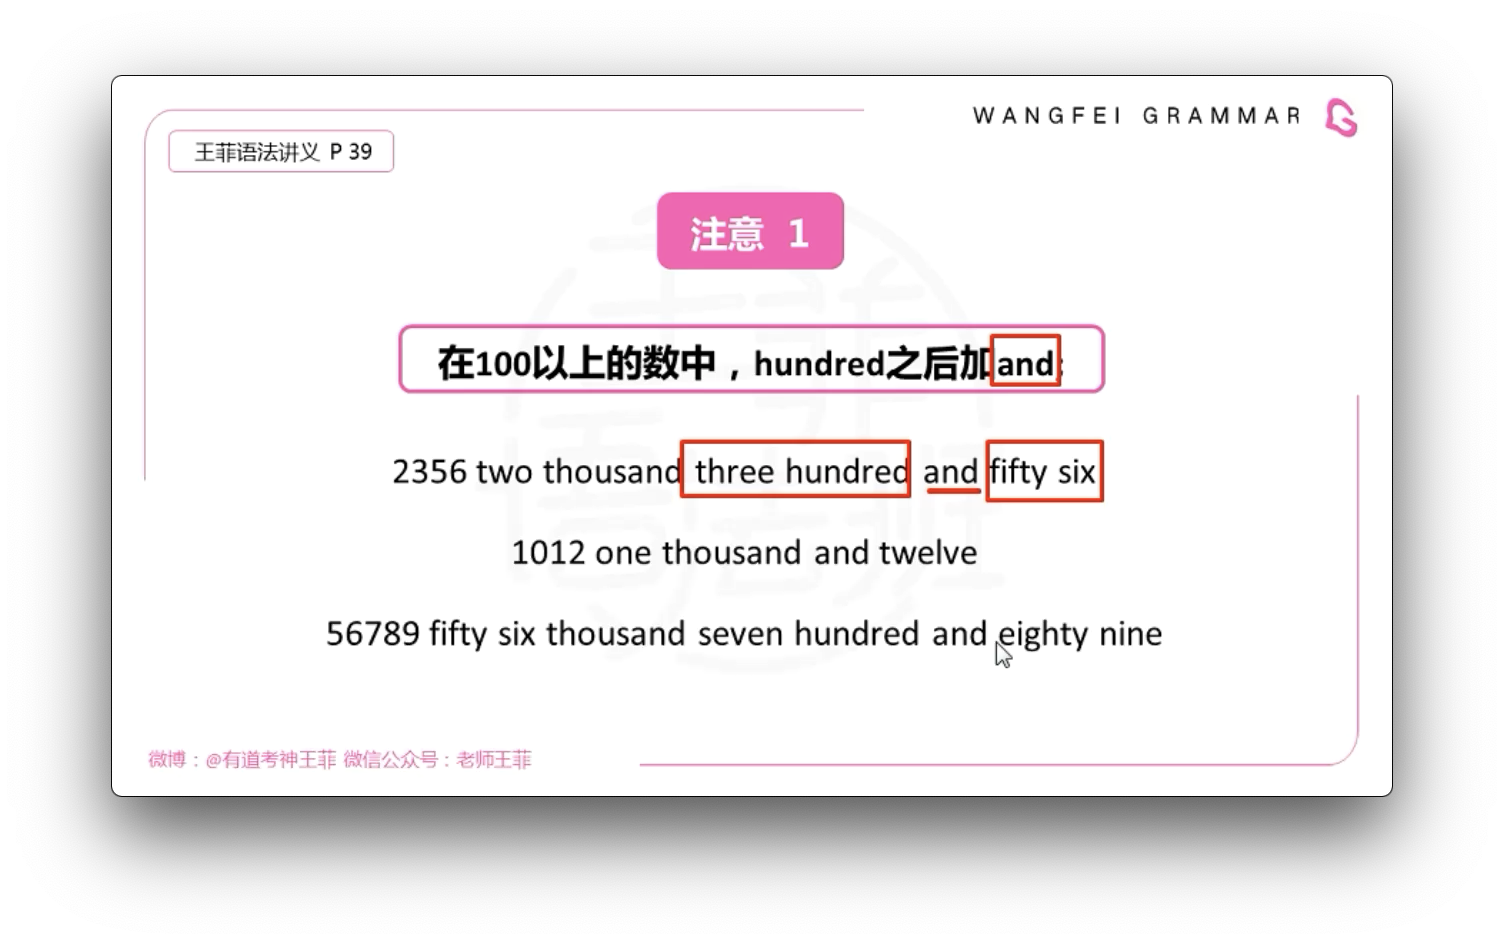 WANGFEI GRAMMAR
王菲语法讲义 P 39
注意 1
在100以上的数中，hundred之后加and:
2356 two thousand three hundred and fifty six
1012 one thousand and twelve
56789 fifty six thousand seven hundred and eighty nine
微博：@有道考神王菲 微信公众号：老师王菲